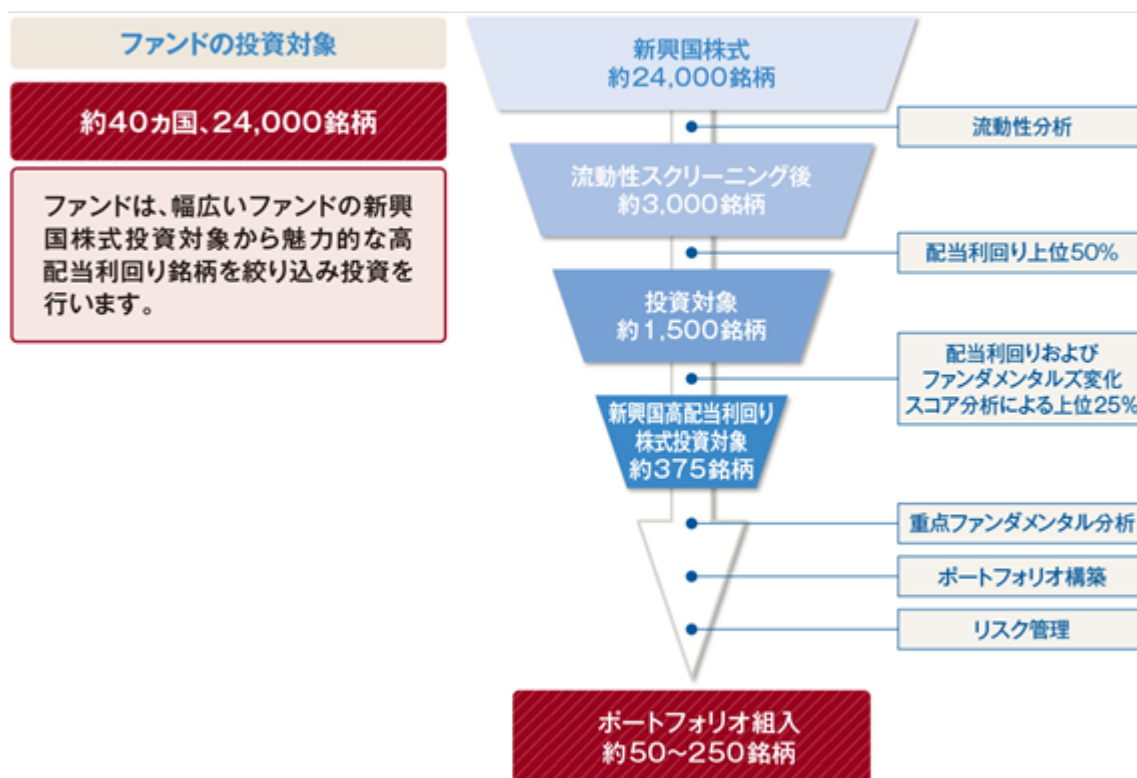 ファンドの投資対象
約40ヵ国、24,000銘柄
ファンドは、幅広いファンドの新興
国株式投資対象から魅力的な高
配当利回り銘柄を絞り込み投資を
行います。
新興国株式
約24,000銘柄
流動性分析
流動性スクリーニング後
約3,000銘柄
配当利回り上位50%
投資対象
約1,500銘柄
配当利回りおよび
ファンダメンタルズ変化
スコア分析による上位25%
新興国高配当利回り
株式投資対象
約375銘柄
重点ファンダメンタル分析
ポートフォリオ構築
リスク管理
ポートフォリオ組入
約50～250銘柄